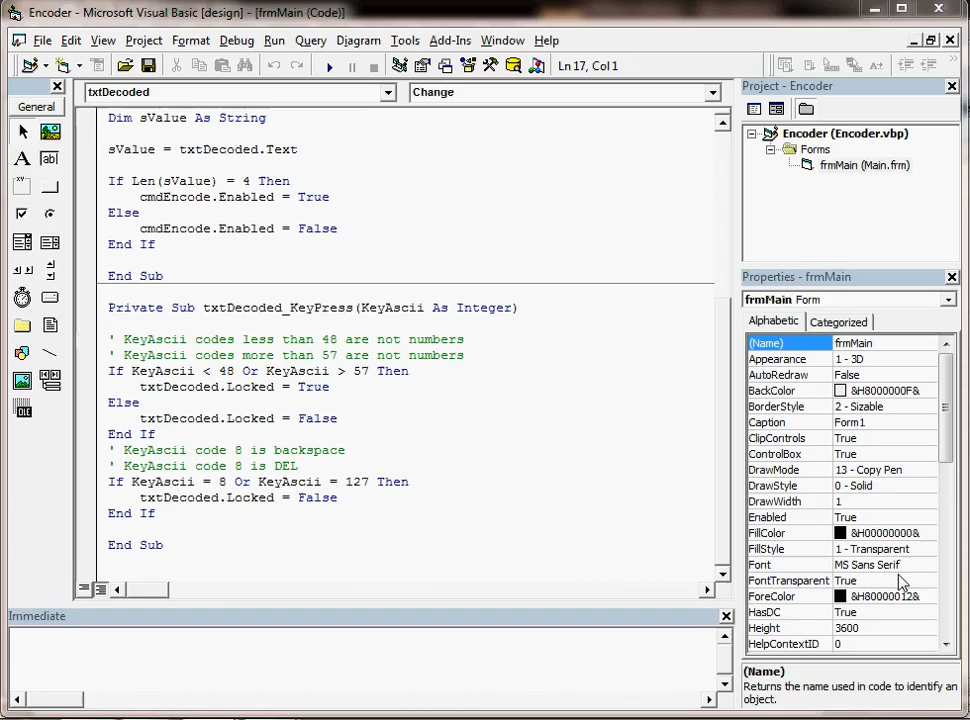 Encoder - Microsoft Visual Basic [design] - [frmMain (Code)]
File Edit View Project Format Debug Run Query Diagram Tools Add-Ins Window Help
Ln 17, Col 1
General
txtDecoded Change
Dim sValue As String
sValue = txtDecoded.Text
If Len(sValue) = 4 Then
cmdEncode.Enabled = True
Else
cmdEncode.Enabled = False
End If
End Sub
Private Sub txtDecoded_KeyPress(KeyAscii As Integer)
' KeyAscii codes less than 48 are not numbers
' KeyAscii codes more than 57 are not numbers
If KeyAscii < 48 Or KeyAscii > 57 Then
txtDecoded.Locked = True
Else
txtDecoded.Locked = False
End If
' KeyAscii code 8 is backspace
' KeyAscii code 8 is DEL
If KeyAscii = 8 Or KeyAscii = 127 Then
txtDecoded.Locked = False
End If
End Sub
Immediate
Project - Encoder
Encoder (Encoder.vbp)
Forms
frmMain (Main.frm)
Properties - frmMain
frmMain Form
Alphabetic Categorized
(Name) frmMain
Appearance 1 - 3D
AutoRedraw False
BackColor &H8000000F&
BorderStyle 2 - Sizable
Caption Form1
ClipControls True
ControlBox True
DrawMode 13 - Copy Pen
DrawStyle 0 - Solid
DrawWidth 1
Enabled True
FillColor &H00000000&
FillStyle 1 - Transparent
Font MS Sans Serif
FontTransparent True
ForeColor &H80000012&
HasDC True
Height 3600
HelpContextID 0
(Name)
Returns the name used in code to identify an
object.